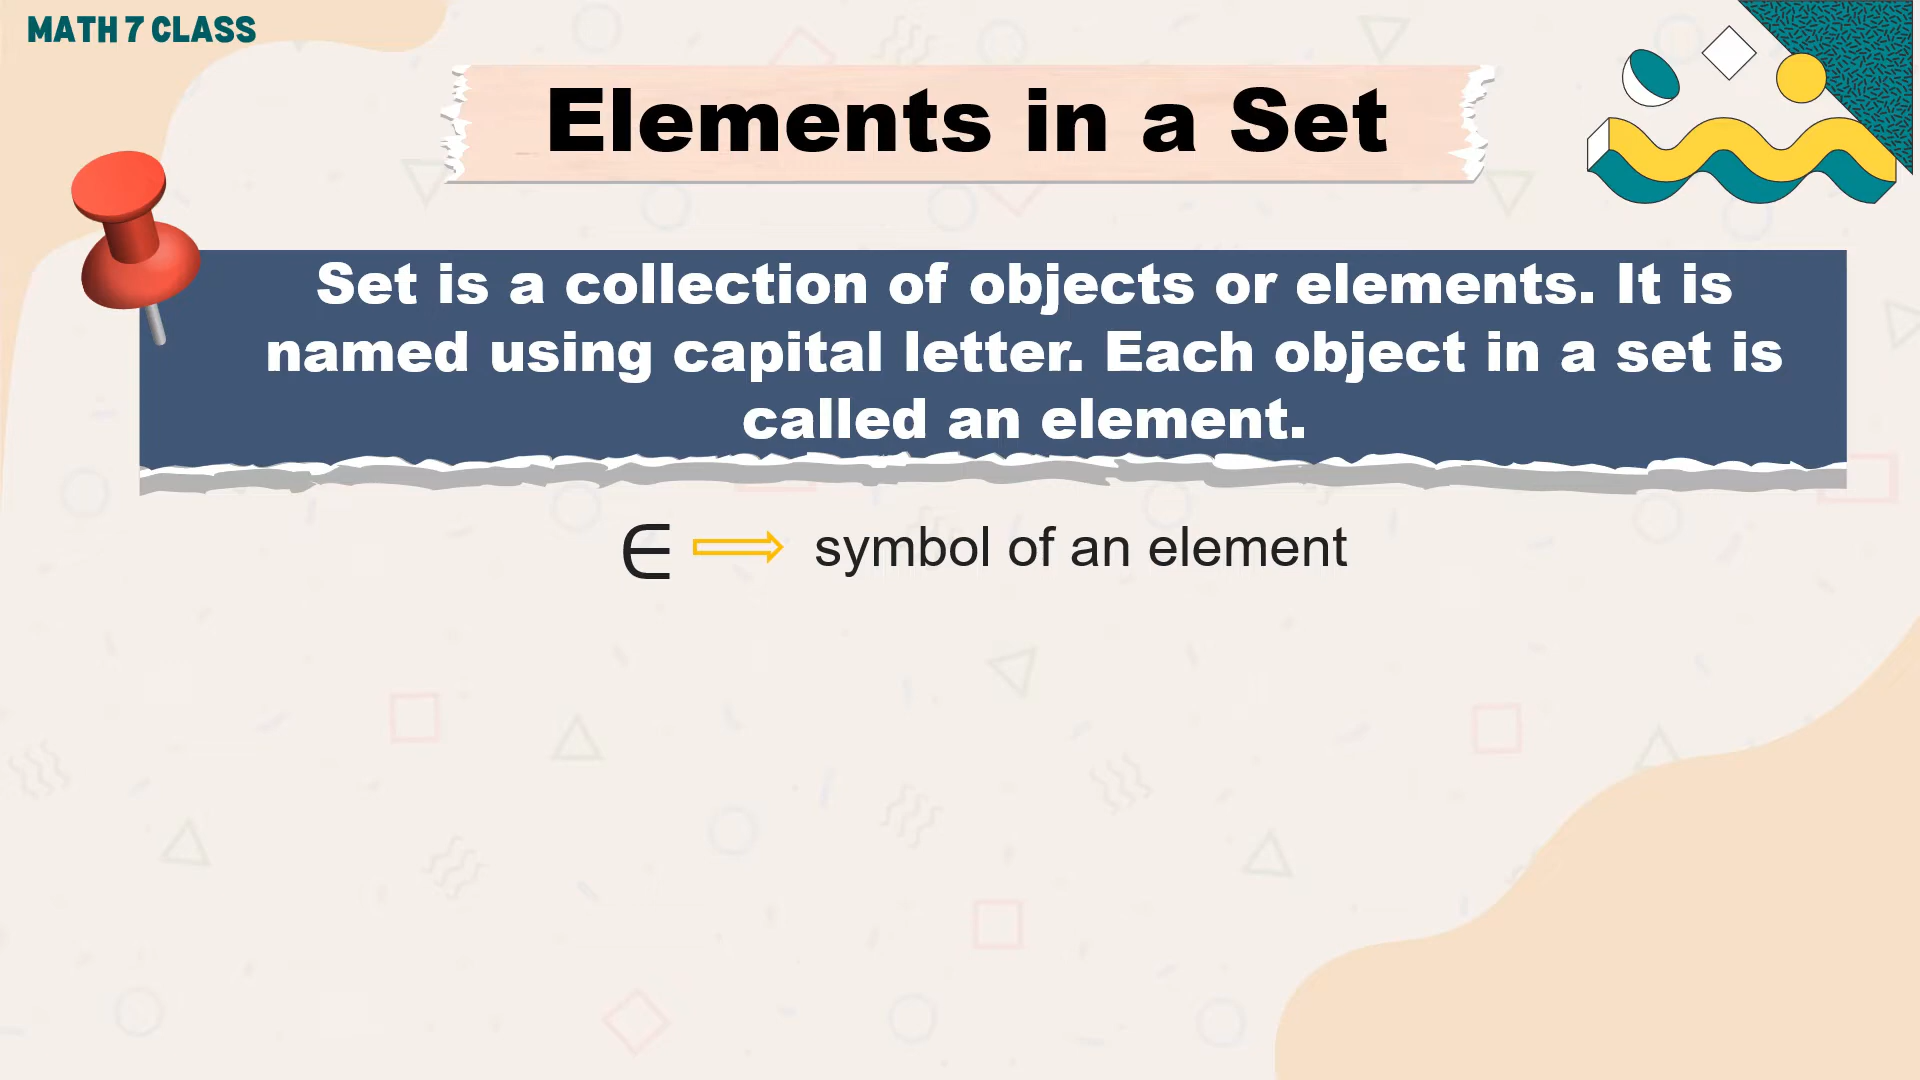 MATH 7 CLASS
Elements in a Set
Set is a collection of objects or elements. It is
named using capital letter. Each object in a set is
called an element.
∈ ⇨ symbol of an element